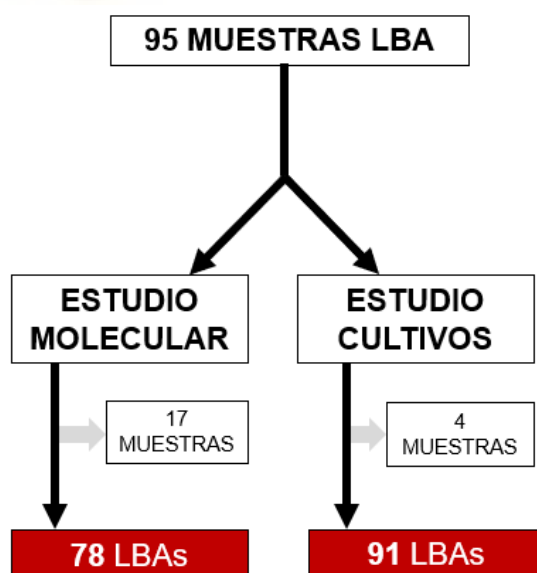 95 MUESTRAS LBA
ESTUDIO
MOLECULAR
ESTUDIO
CULTIVOS
17
MUESTRAS
4
MUESTRAS
78 LBAs
91 LBAs